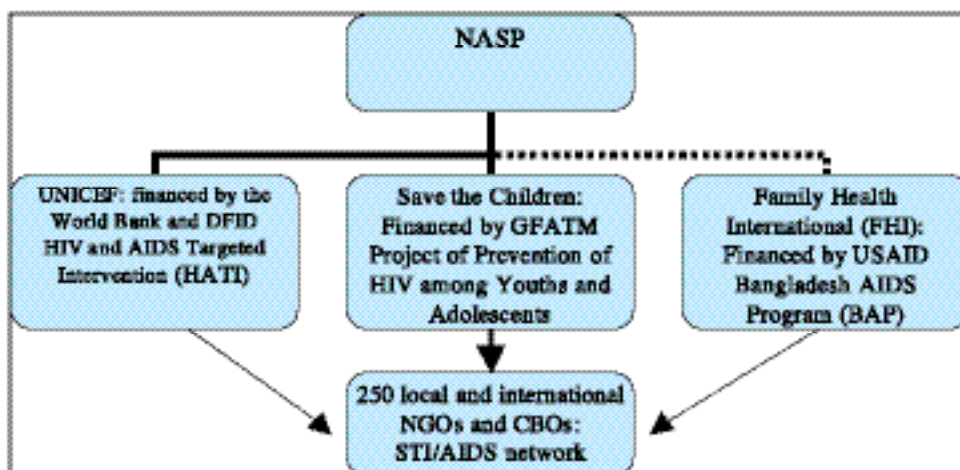 NASP
UNICEF: financed by the
World Bank and DFID
HIV and AIDS Targeted
Intervention (HATI)
Save the Children:
Financed by GFATM
Project of Prevention of
HIV among Youths and
Adolescents
Family Health
International (FHI):
Financed by USAID
Bangladesh AIDS
Program (BAP)
250 local and international
NGOs and CBOs:
STI/AIDS network